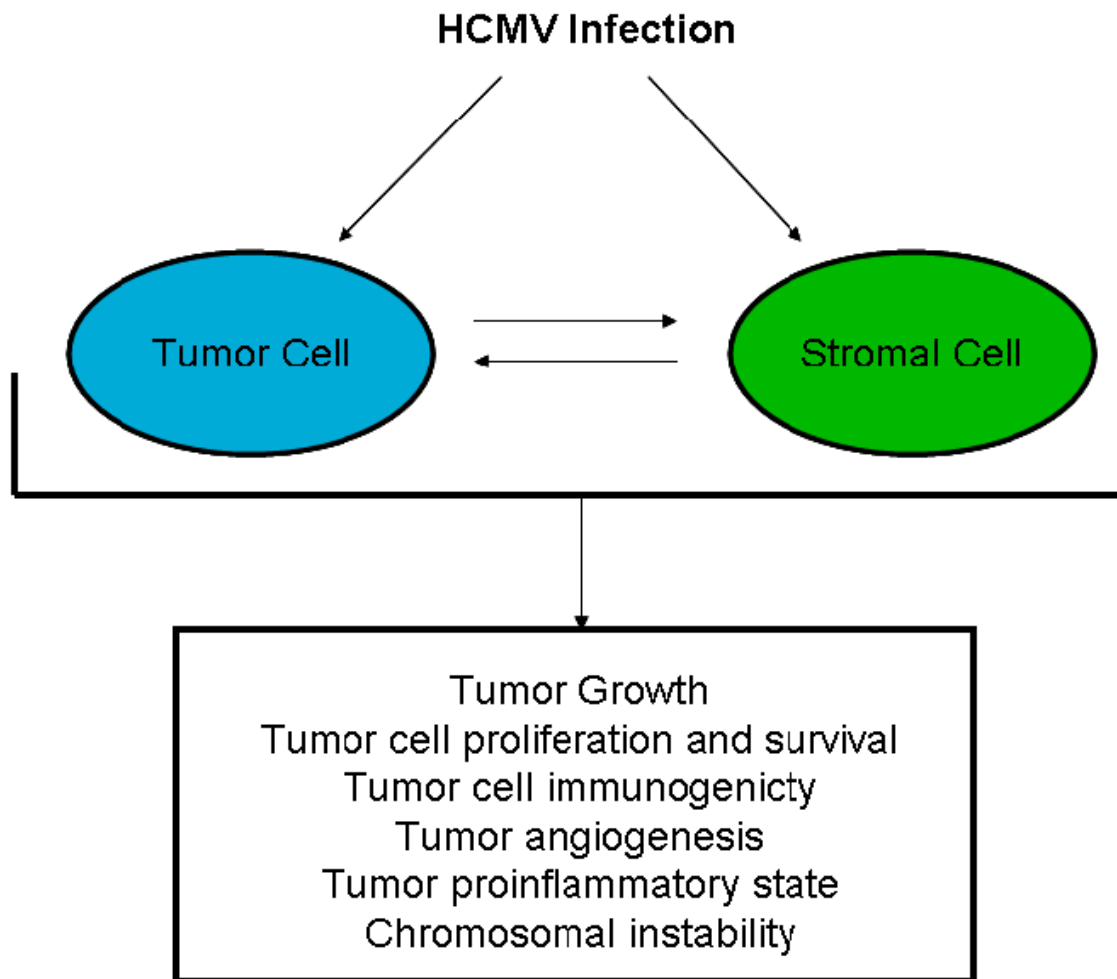 HCMV Infection
Tumor Cell
Stromal Cell
Tumor Growth
Tumor cell proliferation and survival
Tumor cell immunogenicty
Tumor angiogenesis
Tumor proinflammatory state
Chromosomal instability